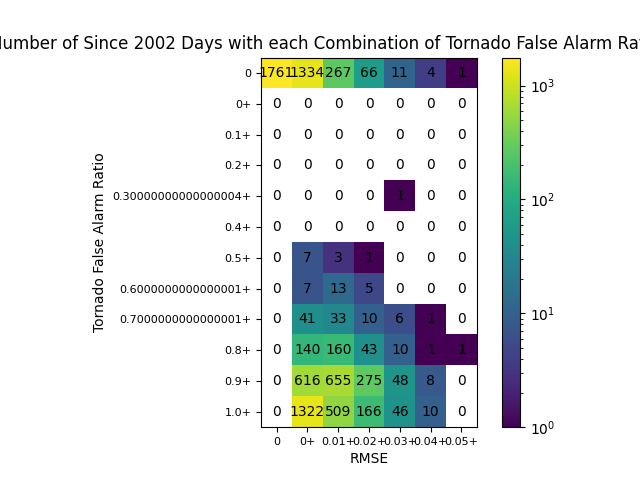 of Since 2002 Days with each Combination of Tornado False Alarm
Tornado False Alarm Ratio
0 1761 1334 267 66 11 4 1
0+ 0 0 0 0 0 0 0
0.1+ 0 0 0 0 0 0 0
0.2+ 0 0 0 0 0 0 0
0.30000000000000004+ 0 0 0 0 1 0 0
0.4+ 0 0 0 0 0 0 0
0.5+ 0 7 3 1 0 0 0
0.6000000000000001+ 0 7 13 5 0 0 0
0.7000000000000001+ 0 41 33 10 6 1 0
0.8+ 0 140 160 43 10 1 1
0.9+ 0 616 655 275 48 8 0
1.0+ 0 1322 509 166 46 10 0
0 0+ 0.01+ 0.02+ 0.03+ 0.04+ 0.05+
RMSE
10³
10²
10¹
10⁰